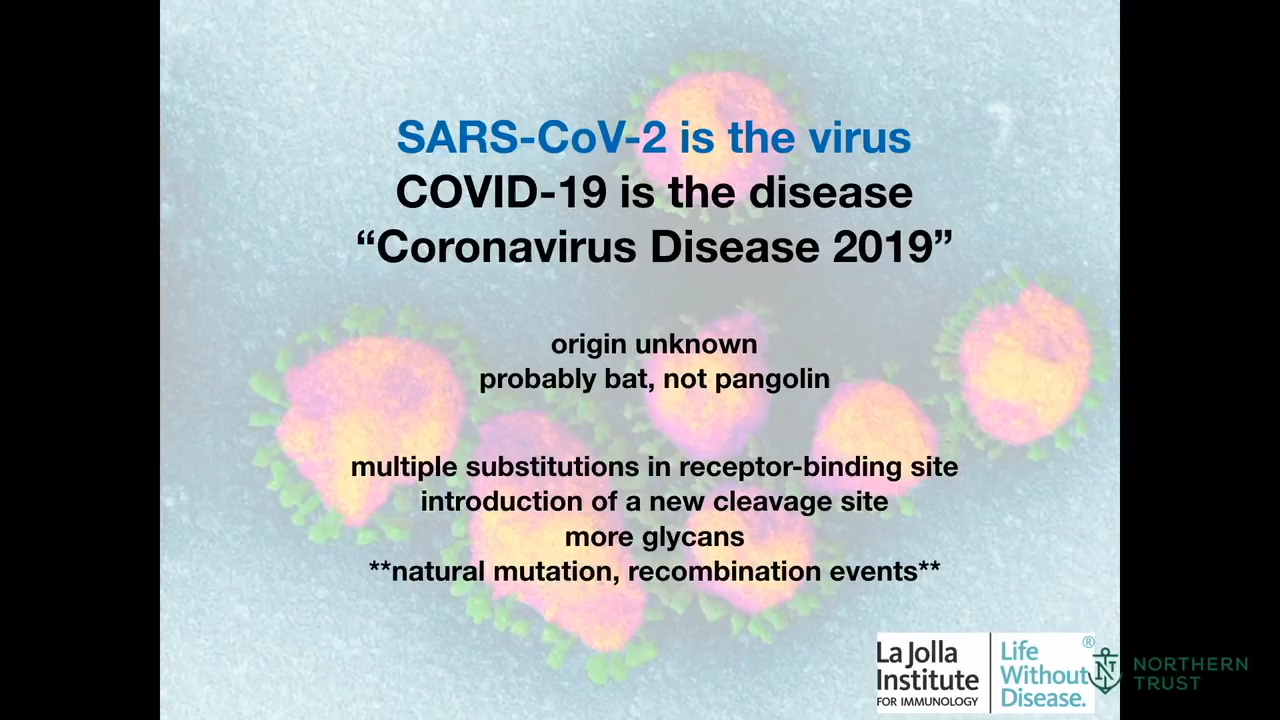 SARS-CoV-2 is the virus
COVID-19 is the disease
“Coronavirus Disease 2019”
origin unknown
probably bat, not pangolin
multiple substitutions in receptor-binding site
introduction of a new cleavage site
more glycans
**natural mutation, recombination events**
La Jolla
Institute
FOR IMMUNOLOGY
Life
Without
Disease.
®
NT
NORTHERN
TRUST